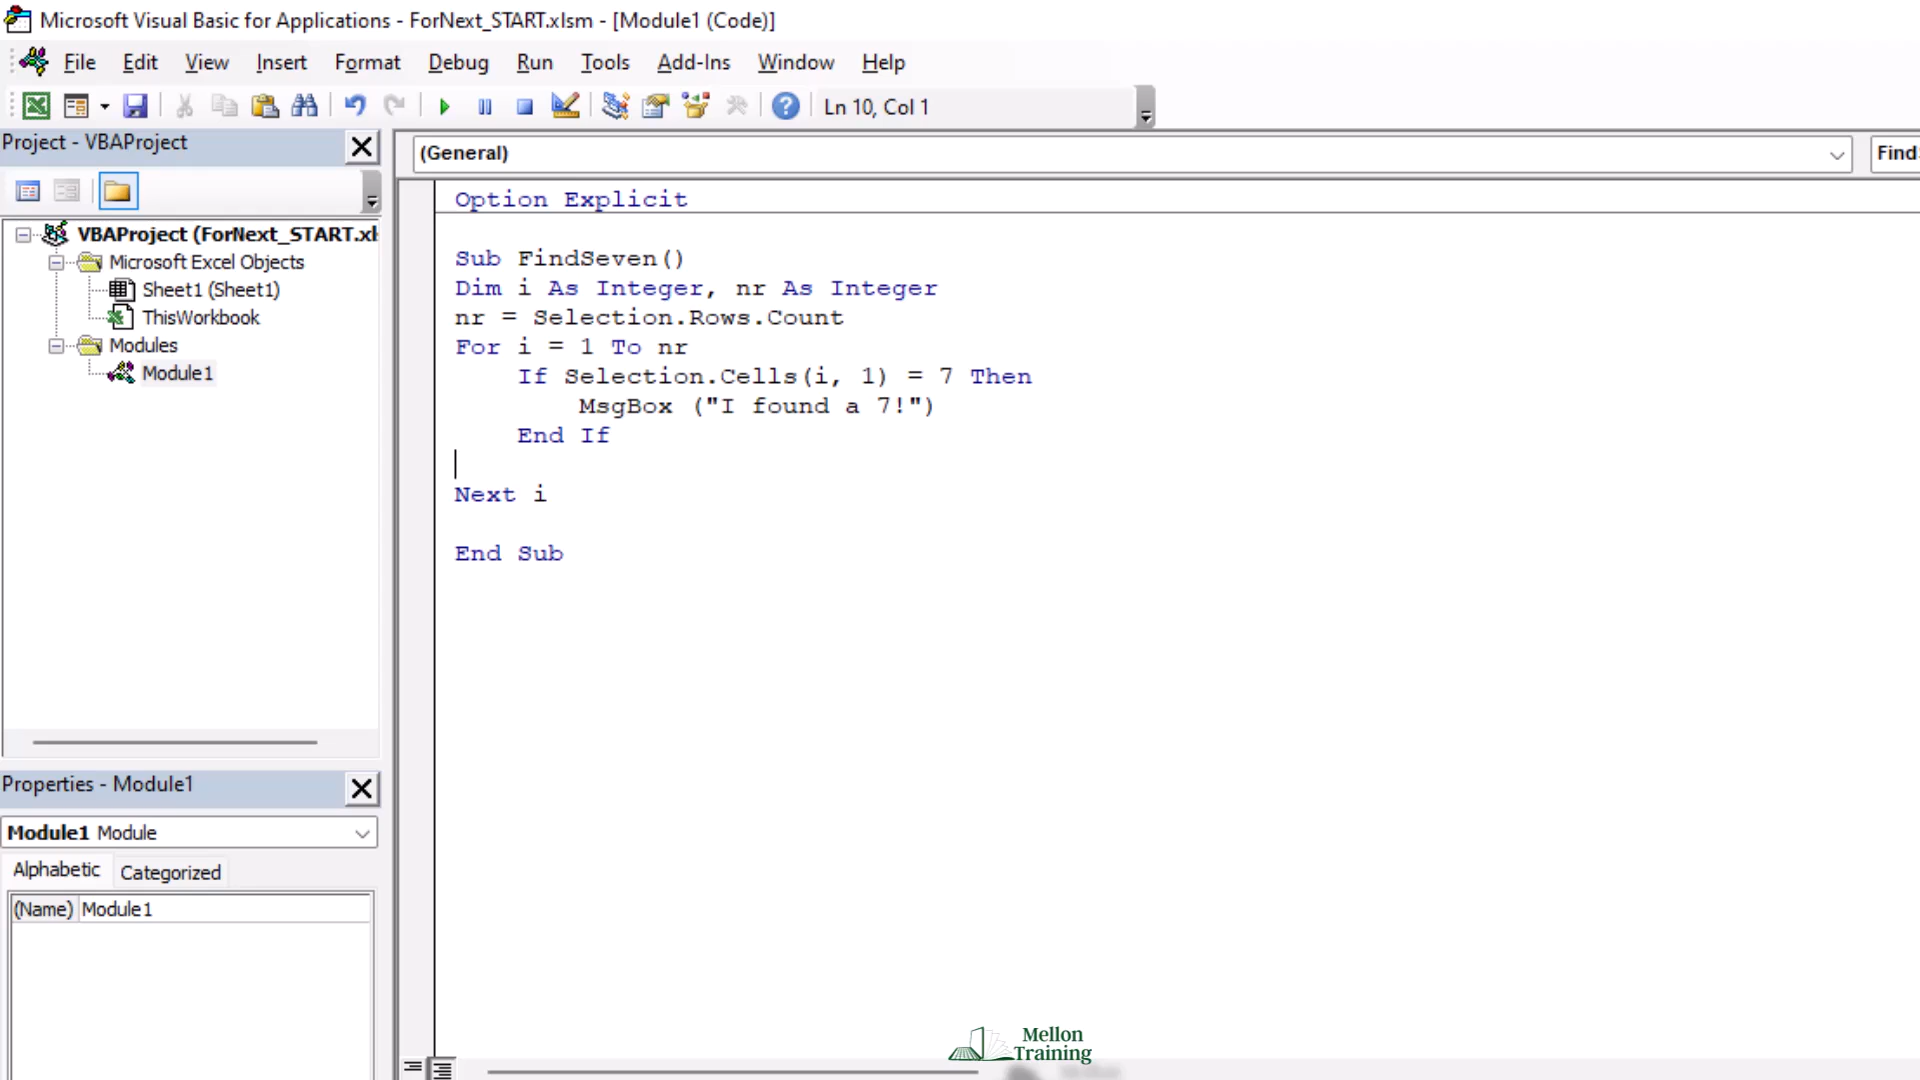 Microsoft Visual Basic for Applications - ForNext_START.xlsm - [Module1 (Code)]
File Edit View Insert Format Debug Run Tools Add-Ins Window Help
Ln 10, Col 1
Project - VBAProject
VBAProject (ForNext_START.xl
Microsoft Excel Objects
Sheet1 (Sheet1)
ThisWorkbook
Modules
Module1
Properties - Module1
Module1 Module
Alphabetic Categorized
(Name) Module1
(General)
Find
Option Explicit
Sub FindSeven()
Dim i As Integer, nr As Integer
nr = Selection.Rows.Count
For i = 1 To nr
If Selection.Cells(i, 1) = 7 Then
MsgBox ("I found a 7!")
End If
Next i
End Sub
Mellon
Training